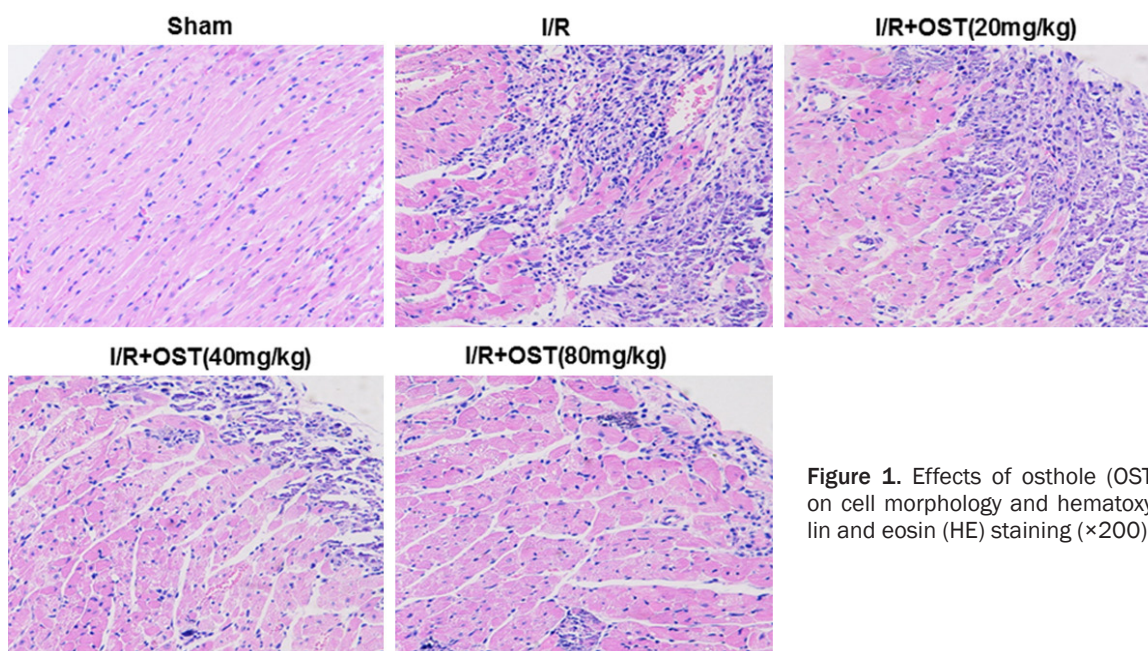 Sham
I/R
I/R+OST(20mg/kg)
I/R+OST(40mg/kg)
I/R+OST(80mg/kg)
Figure 1. Effects of osthole (OST
on cell morphology and hematoxy
lin and eosin (HE) staining (×200)